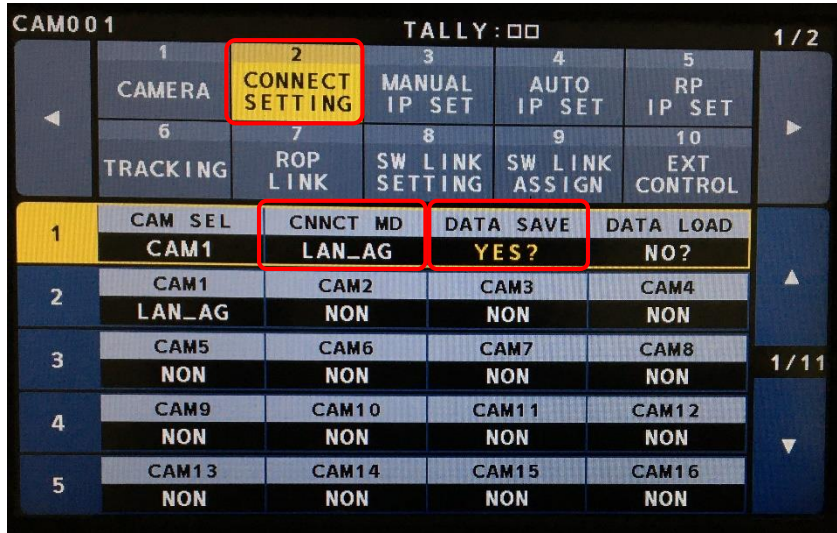 CAM001 TALLY:□□ 1/2
1 2 3 4 5
CAMERA CONNECT SETTING MANUAL IP SET AUTO IP SET RP IP SET
◀ ▶
6 7 8 9 10
TRACKING ROP LINK SW LINK SETTING SW LINK ASSIGN EXT CONTROL
1 CAM SEL CNNCT MD DATA SAVE DATA LOAD
CAM1 LAN_AG YES? NO?
▲
2 CAM1 CAM2 CAM3 CAM4
LAN_AG NON NON NON
3 CAM5 CAM6 CAM7 CAM8 1/11
NON NON NON NON
4 CAM9 CAM10 CAM11 CAM12
NON NON NON NON
▼
5 CAM13 CAM14 CAM15 CAM16
NON NON NON NON